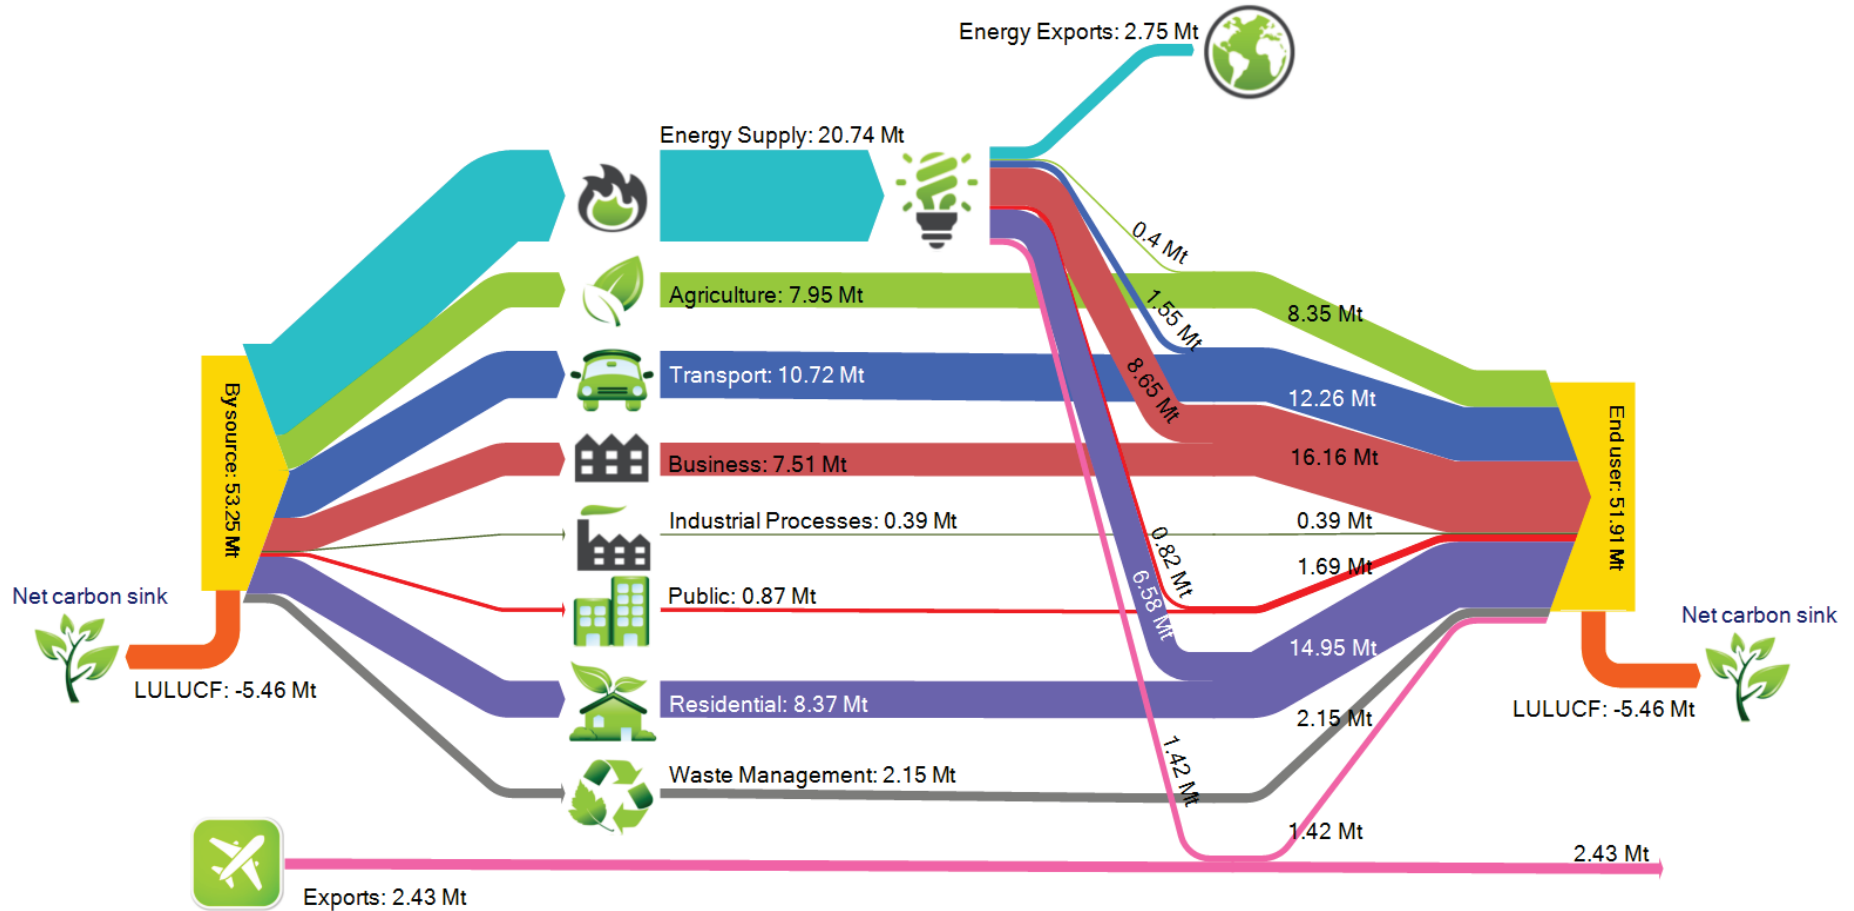 Energy Exports: 2.75 Mt
Energy Supply: 20.74 Mt
0.4 Mt
Agriculture: 7.95 Mt
1.55 Mt
8.35 Mt
Transport: 10.72 Mt
8.65 Mt
12.26 Mt
By source: 53.25 Mt
End user: 51.91 Mt
Business: 7.51 Mt
16.16 Mt
Industrial Processes: 0.39 Mt
0.39 Mt
0.82 Mt
1.69 Mt
Net carbon sink
Public: 0.87 Mt
6.58 Mt
Net carbon sink
14.95 Mt
LULUCF: -5.46 Mt
Residential: 8.37 Mt
LULUCF: -5.46 Mt
2.15 Mt
1.42 Mt
Waste Management: 2.15 Mt
1.42 Mt
2.43 Mt
Exports: 2.43 Mt